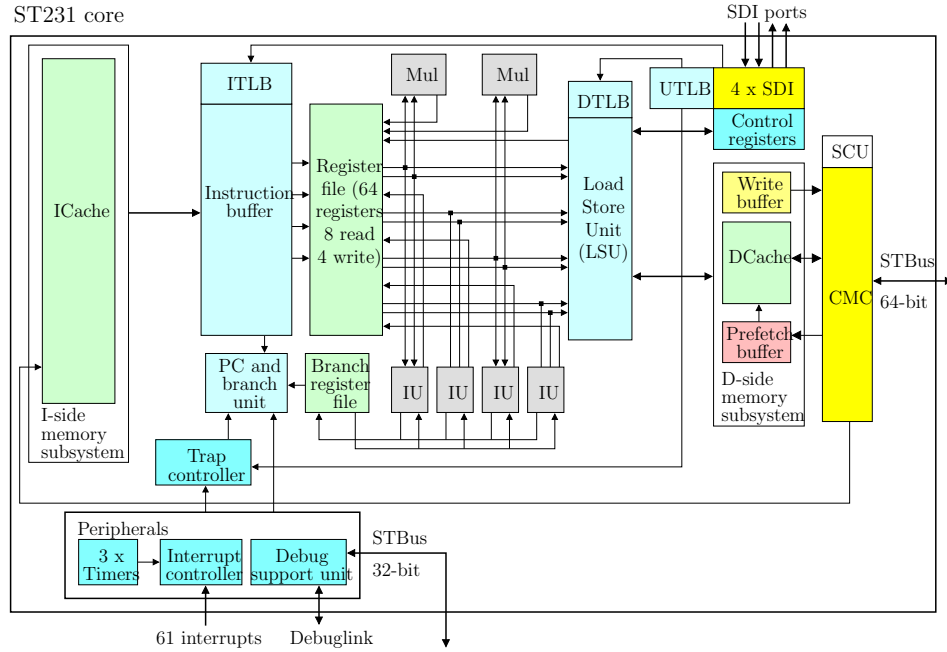 ST231 core
SDI ports
ITLB
Mul
Mul
DTLB
UTLB
4 x SDI
Control
registers
SCU
ICache
Instruction
buffer
Register
file (64
registers
8 read
4 write)
Load
Store
Unit
(LSU)
Write
buffer
DCache
CMC
STBus
64-bit
Prefetch
buffer
PC and
branch
unit
Branch
register
file
IU
IU
IU
IU
D-side
memory
subsystem
I-side
memory
subsystem
Trap
controller
Peripherals
3 x
Timers
Interrupt
controller
Debug
support unit
STBus
32-bit
61 interrupts
Debuglink